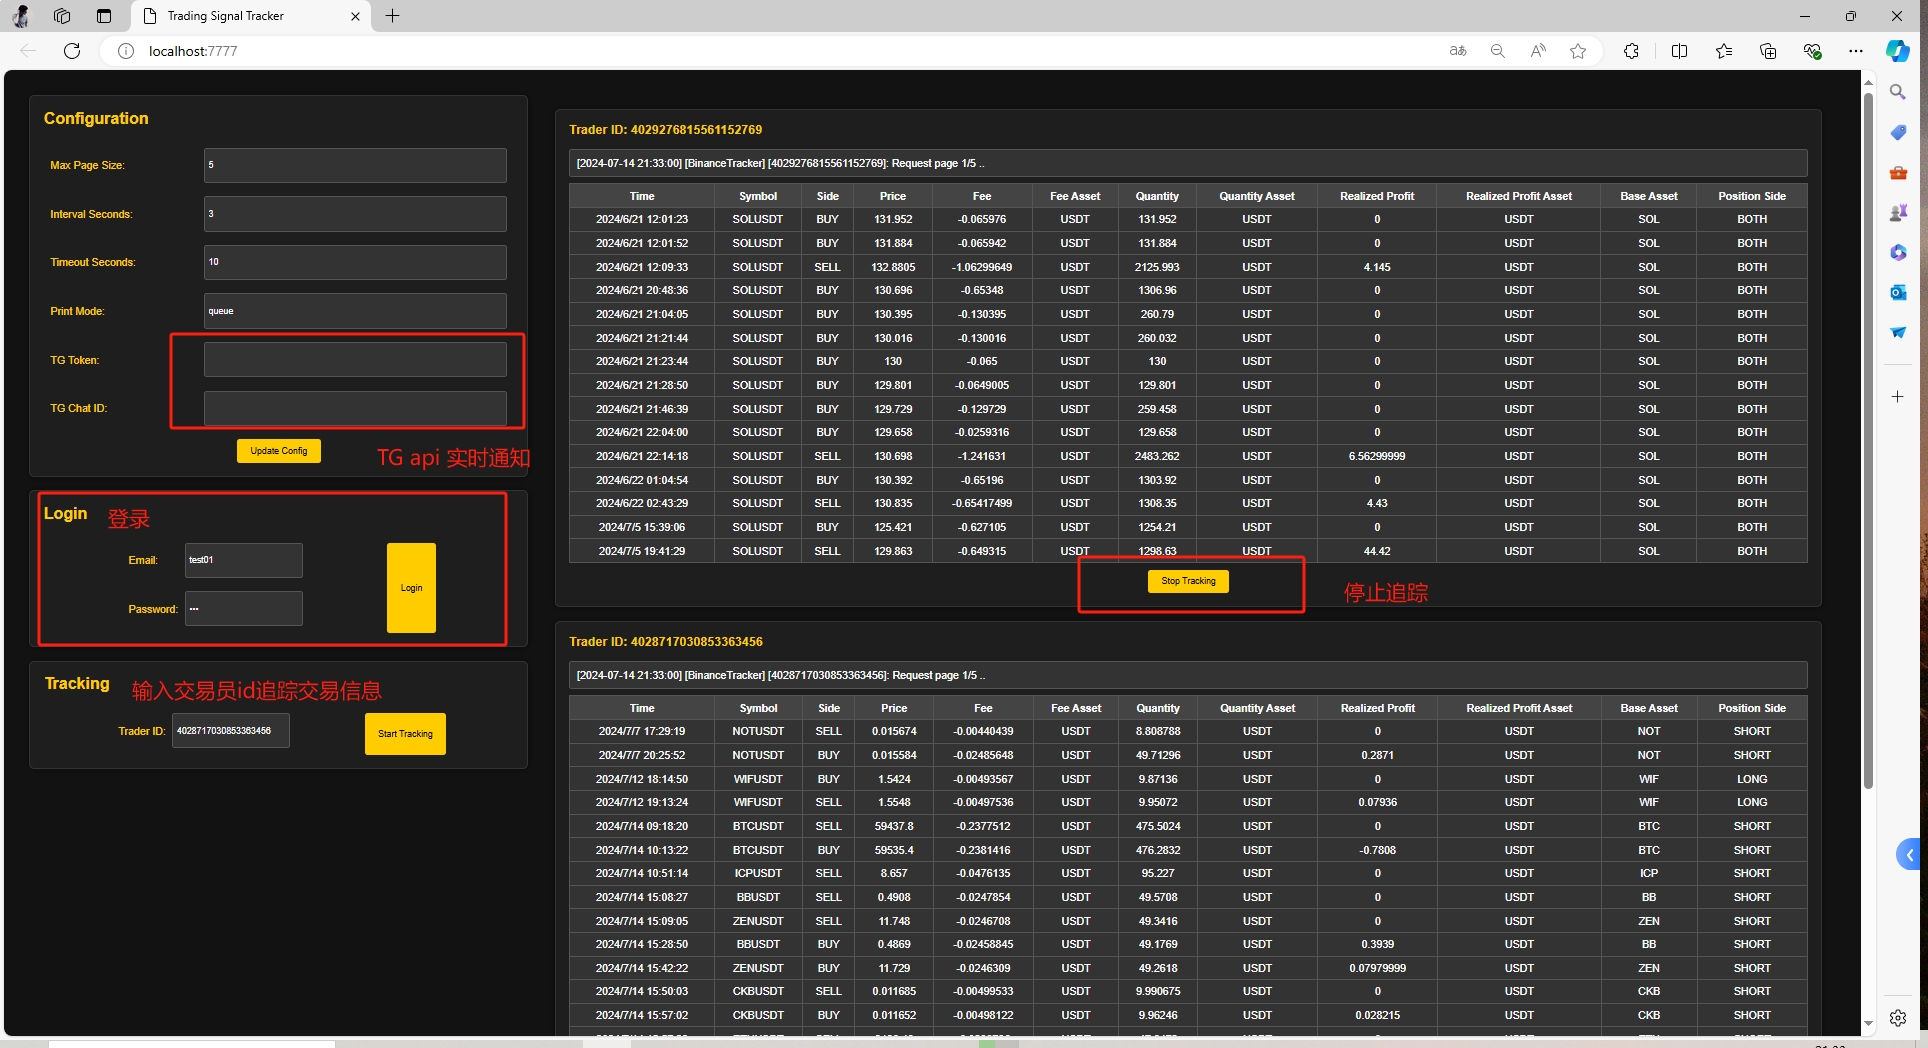 Trading Signal Tracker
localhost:7777
Configuration
Max Page Size: 5
Interval Seconds: 3
Timeout Seconds: 10
Print Mode: queue
TG Token:
TG Chat ID:
Update Config
TG api 实时通知
Login 登录
Email: test01
Password: •••
Login
Tracking
输入交易员id追踪交易信息
Trader ID: 4028717030853363456
Start Tracking
Trader ID: 4029276815561152769
[2024-07-14 21:33:00] [BinanceTracker] [4029276815561152769]: Request page 1/5 ..
Time Symbol Side Price Fee Fee Asset Quantity Quantity Asset Realized Profit Realized Profit Asset Base Asset Position Side
2024/6/21 12:01:23 SOLUSDT BUY 131.952 -0.065976 USDT 131.952 USDT 0 USDT SOL BOTH
2024/6/21 12:01:52 SOLUSDT BUY 131.884 -0.065942 USDT 131.884 USDT 0 USDT SOL BOTH
2024/6/21 12:09:33 SOLUSDT SELL 132.8805 -1.06299649 USDT 2125.993 USDT 4.145 USDT SOL BOTH
2024/6/21 20:48:36 SOLUSDT BUY 130.696 -0.65348 USDT 1306.96 USDT 0 USDT SOL BOTH
2024/6/21 21:04:05 SOLUSDT BUY 130.395 -0.130395 USDT 260.79 USDT 0 USDT SOL BOTH
2024/6/21 21:21:44 SOLUSDT BUY 130.016 -0.130016 USDT 260.032 USDT 0 USDT SOL BOTH
2024/6/21 21:23:44 SOLUSDT BUY 130 -0.065 USDT 130 USDT 0 USDT SOL BOTH
2024/6/21 21:28:50 SOLUSDT BUY 129.801 -0.0649005 USDT 129.801 USDT 0 USDT SOL BOTH
2024/6/21 21:46:39 SOLUSDT BUY 129.729 -0.129729 USDT 259.458 USDT 0 USDT SOL BOTH
2024/6/21 22:04:00 SOLUSDT BUY 129.658 -0.0259316 USDT 129.658 USDT 0 USDT SOL BOTH
2024/6/21 22:14:18 SOLUSDT SELL 130.698 -1.241631 USDT 2483.262 USDT 6.56299999 USDT SOL BOTH
2024/6/22 01:04:54 SOLUSDT BUY 130.392 -0.65196 USDT 1303.92 USDT 0 USDT SOL BOTH
2024/6/22 02:43:29 SOLUSDT SELL 130.835 -0.65417499 USDT 1308.35 USDT 4.43 USDT SOL BOTH
2024/7/5 15:39:06 SOLUSDT BUY 125.421 -0.627105 USDT 1254.21 USDT 0 USDT SOL BOTH
2024/7/5 19:41:29 SOLUSDT SELL 129.863 -0.649315 USDT 1298.63 USDT 44.42 USDT SOL BOTH
Stop Tracking
停止追踪
Trader ID: 4028717030853363456
[2024-07-14 21:33:00] [BinanceTracker] [4028717030853363456]: Request page 1/5 ..
Time Symbol Side Price Fee Fee Asset Quantity Quantity Asset Realized Profit Realized Profit Asset Base Asset Position Side
2024/7/7 17:29:19 NOTUSDT SELL 0.015674 -0.00440439 USDT 8.808788 USDT 0 USDT NOT SHORT
2024/7/7 20:25:52 NOTUSDT BUY 0.015584 -0.02485648 USDT 49.71296 USDT 0.2871 USDT NOT SHORT
2024/7/12 18:14:50 WIFUSDT BUY 1.5424 -0.00493567 USDT 9.87136 USDT 0 USDT WIF LONG
2024/7/12 19:13:24 WIFUSDT SELL 1.5548 -0.00497536 USDT 9.95072 USDT 0.07936 USDT WIF LONG
2024/7/14 09:18:20 BTCUSDT SELL 59437.8 -0.2377512 USDT 475.5024 USDT 0 USDT BTC SHORT
2024/7/14 10:13:22 BTCUSDT BUY 59535.4 -0.2381416 USDT 476.2832 USDT -0.7808 USDT BTC SHORT
2024/7/14 10:51:14 ICPUSDT SELL 8.657 -0.0476135 USDT 95.227 USDT 0 USDT ICP SHORT
2024/7/14 15:08:27 BBUSDT SELL 0.4908 -0.0247854 USDT 49.5708 USDT 0 USDT BB SHORT
2024/7/14 15:09:05 ZENUSDT SELL 11.748 -0.0246708 USDT 49.3416 USDT 0 USDT ZEN SHORT
2024/7/14 15:28:50 BBUSDT BUY 0.4869 -0.02458845 USDT 49.1769 USDT 0.3939 USDT BB SHORT
2024/7/14 15:42:22 ZENUSDT BUY 11.729 -0.0246309 USDT 49.2618 USDT 0.07979999 USDT ZEN SHORT
2024/7/14 15:50:03 CKBUSDT SELL 0.011685 -0.00499533 USDT 9.990675 USDT 0 USDT CKB SHORT
2024/7/14 15:57:02 CKBUSDT BUY 0.011652 -0.00498122 USDT 9.96246 USDT 0.028215 USDT CKB SHORT